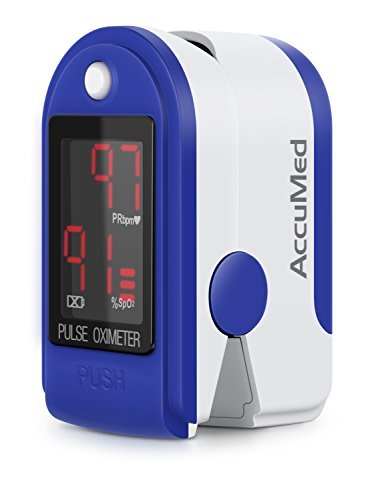 97
PRbpm♥
91
%SpO₂
PULSE OXIMETER
PUSH
AccuMed